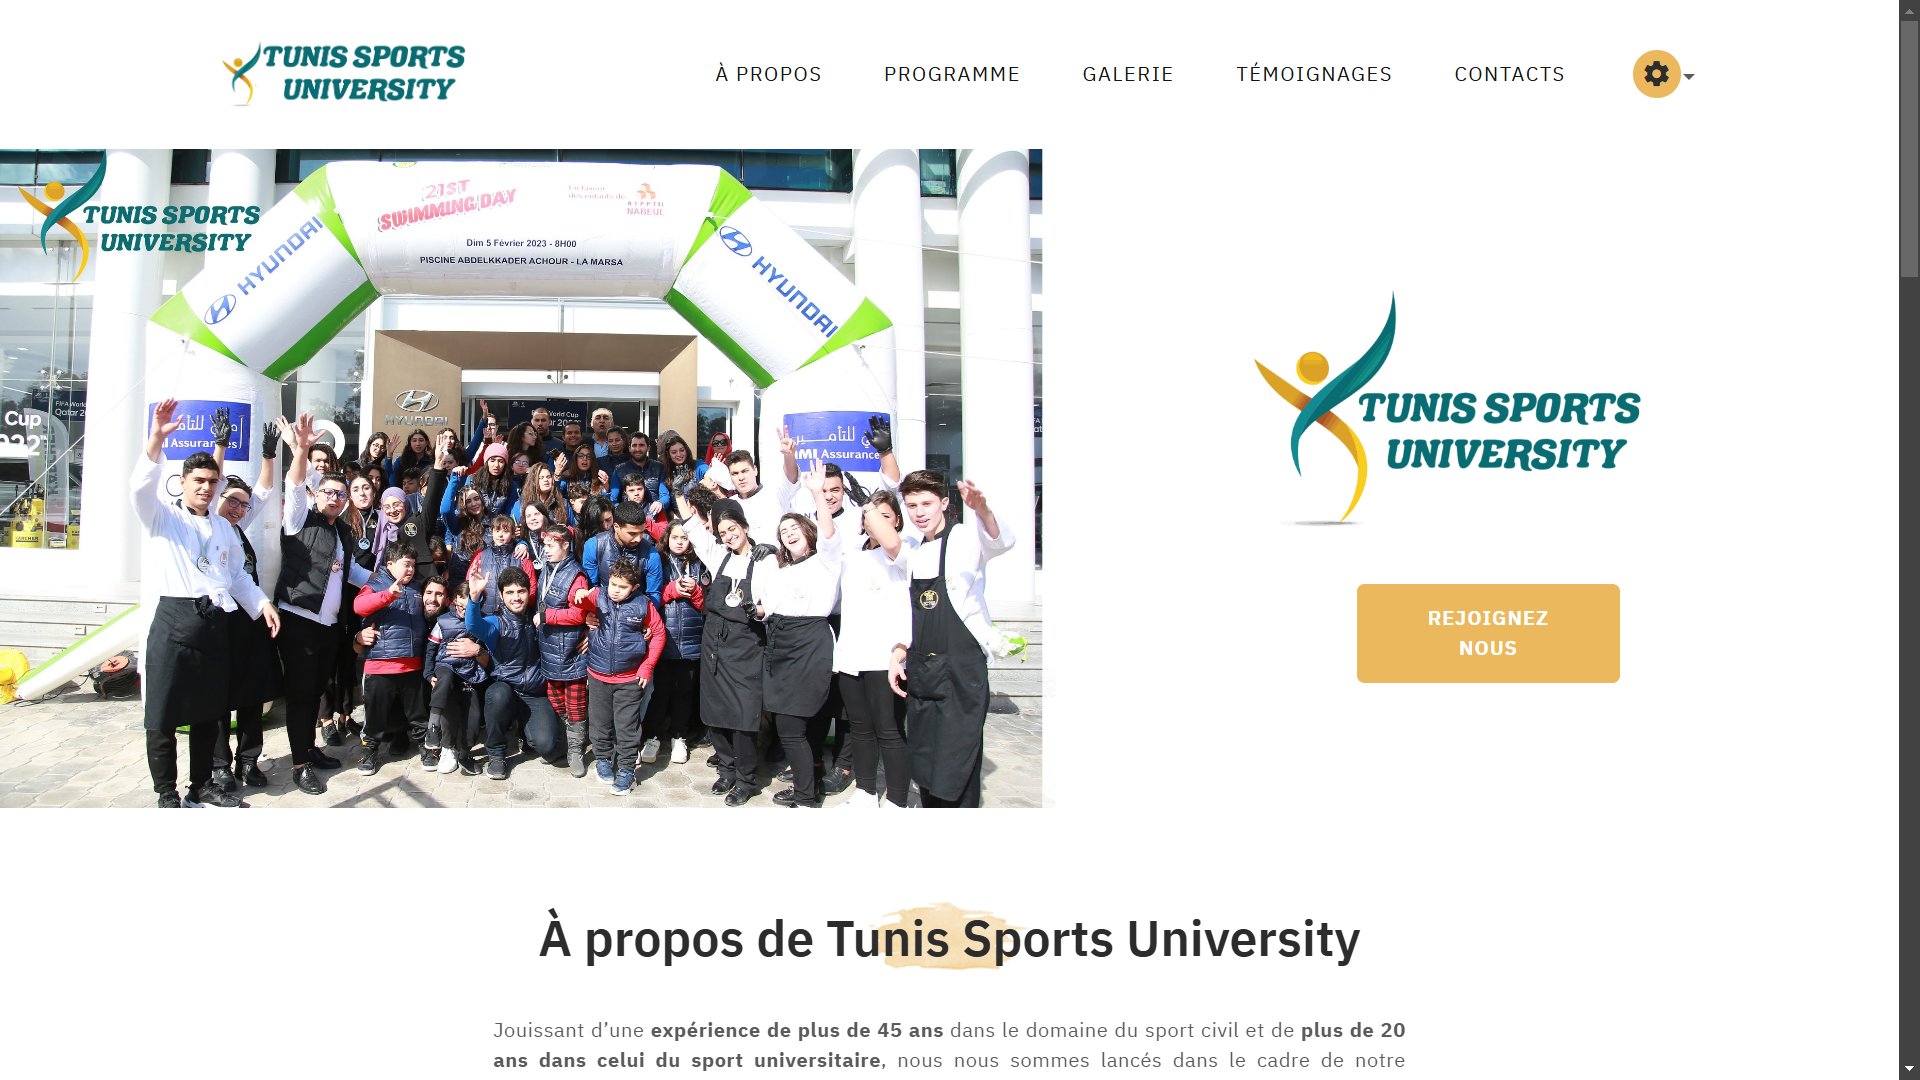 TUNIS SPORTS
UNIVERSITY
À PROPOS
PROGRAMME
GALERIE
TÉMOIGNAGES
CONTACTS
TUNIS SPORTS
UNIVERSITY
21ST
SWIMMING DAY
En faveur
des enfants de
NABEUL
Dim 5 Février 2023 - 8H00
PISCINE ABDELKKADER ACHOUR - LA MARSA
HYUNDAI
HYUNDAI
HYUNDAI
Cup
Assurances
Assurance
TUNIS SPORTS
UNIVERSITY
REJOIGNEZ
NOUS
À propos de Tunis Sports University
Jouissant d’une expérience de plus de 45 ans dans le domaine du sport civil et de plus de 20
ans dans celui du sport universitaire, nous nous sommes lancés dans le cadre de notre